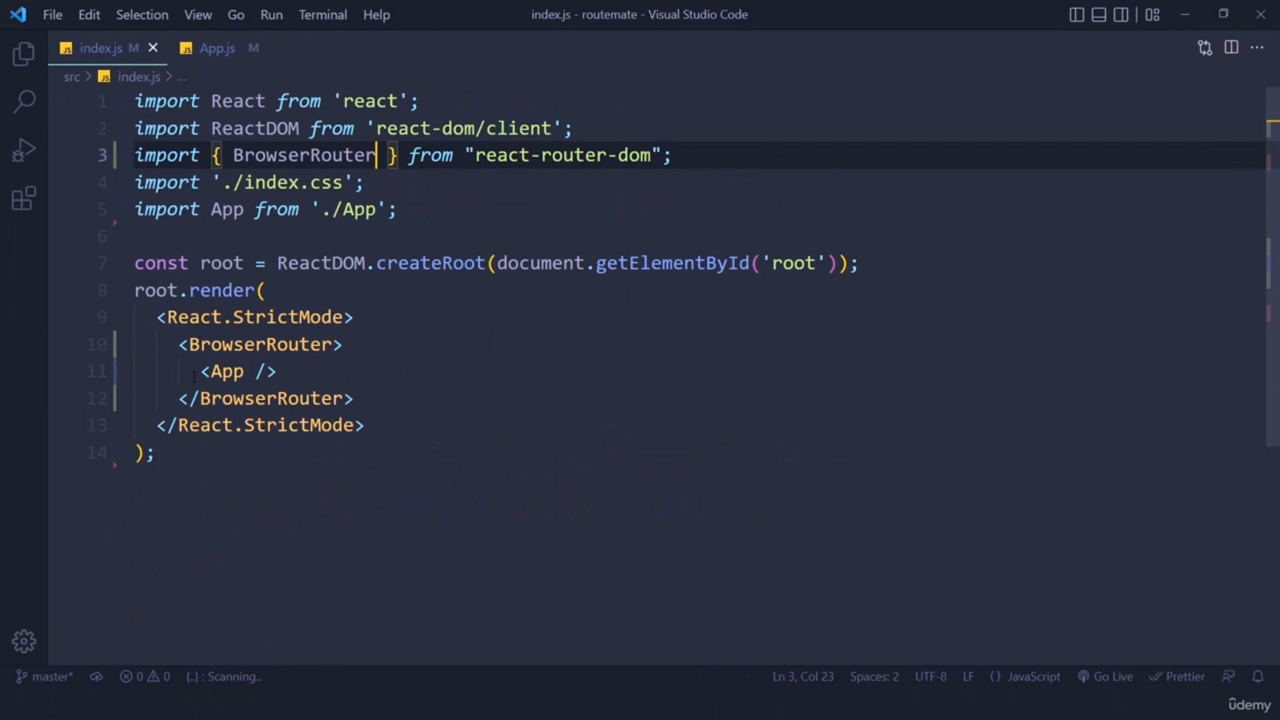 File Edit Selection View Go Run Terminal Help index.js - routemate - Visual Studio Code
JS index.js M JS App.js M
src > JS index.js > ...
1 import React from 'react';
2 import ReactDOM from 'react-dom/client';
3 import { BrowserRouter } from "react-router-dom";
4 import './index.css';
5 import App from './App';
6
7 const root = ReactDOM.createRoot(document.getElementById('root'));
8 root.render(
9 <React.StrictMode>
10 <BrowserRouter>
11 <App />
12 </BrowserRouter>
13 </React.StrictMode>
14 );
master* 0 0 {..} : Scanning.. Ln 3, Col 23 Spaces: 2 UTF-8 LF {} JavaScript Go Live Prettier
ûdemy